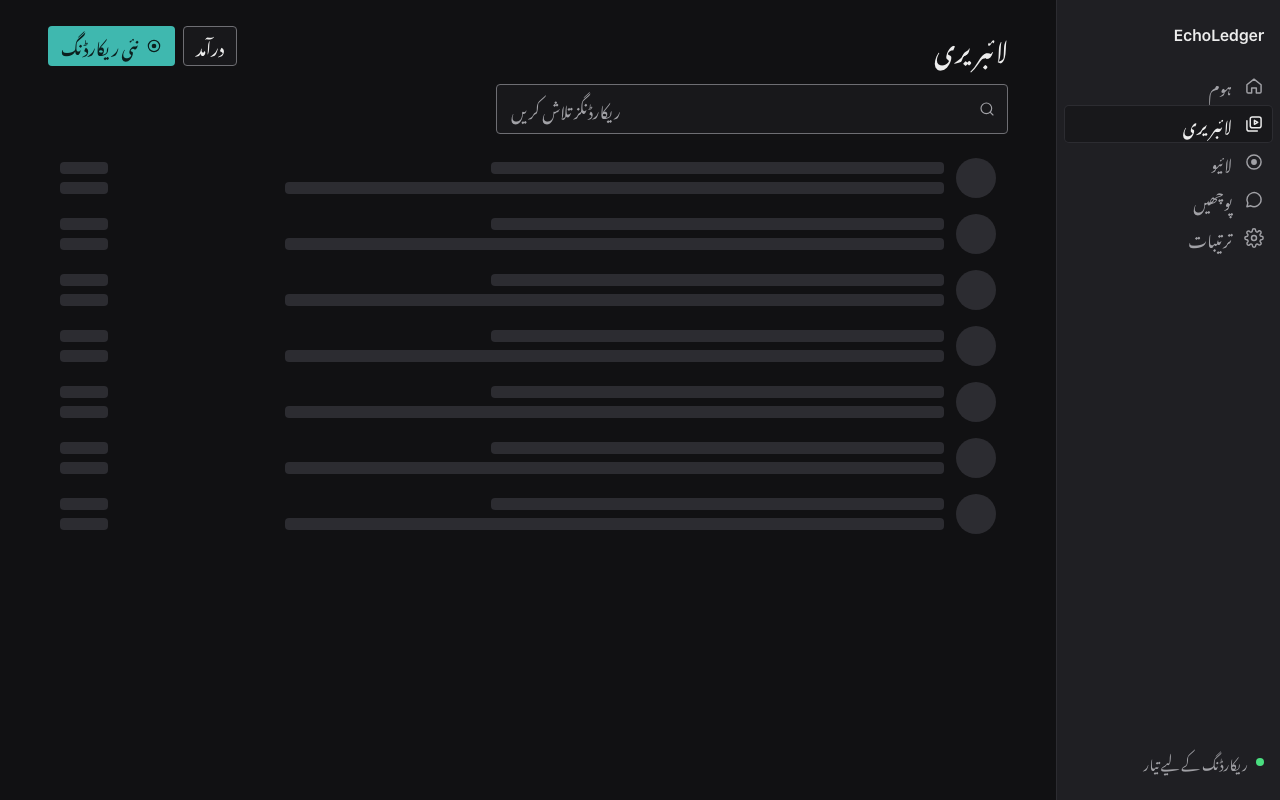 EchoLedger
ہوم
لائبریری
لائیو
پوچھیں
ترتیبات
ریکارڈنگ کے لیے تیار
لائبریری
درآمد
نئی ریکارڈنگ
ریکارڈنگز تلاش کریں